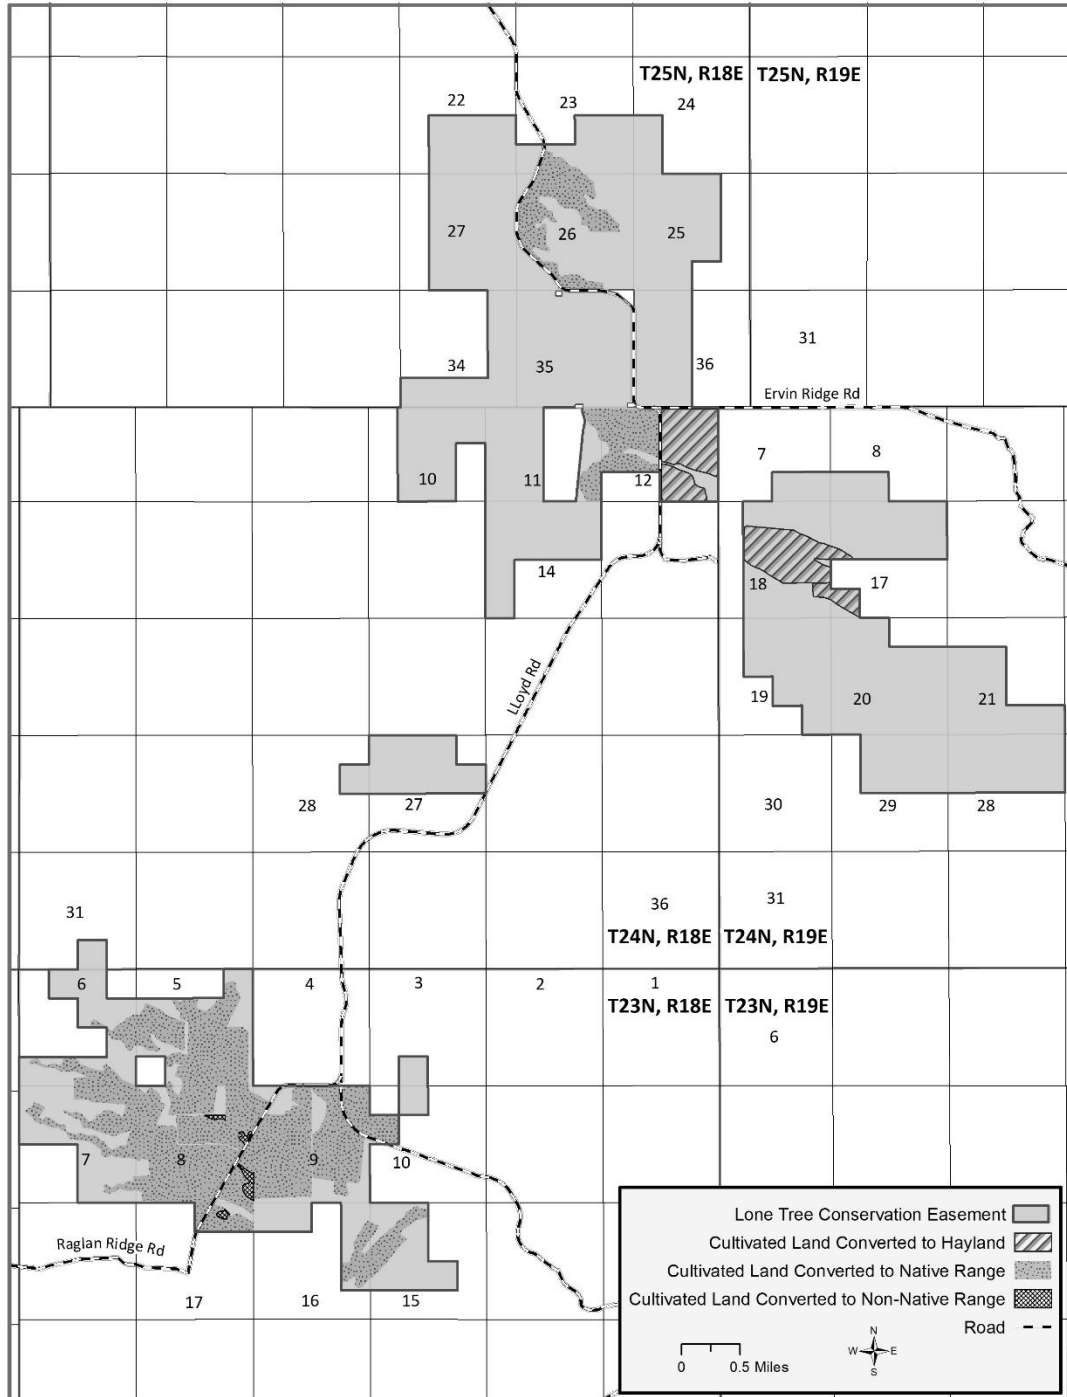 T25N, R18E T25N, R19E
22 23 24
27 26 25
31
34 35 36
Ervin Ridge Rd
7 8
10 11 12
14 18 17
LLoyd Rd
19 20 21
28 27 30 29 28
31 36 31
T24N, R18E T24N, R19E
6 5 4 3 2 1
T23N, R18E T23N, R19E
6
7 8 9 10
Raglan Ridge Rd
17 16 15
Lone Tree Conservation Easement
Cultivated Land Converted to Hayland
Cultivated Land Converted to Native Range
Cultivated Land Converted to Non-Native Range
Road
N
W E
S
0 0.5 Miles